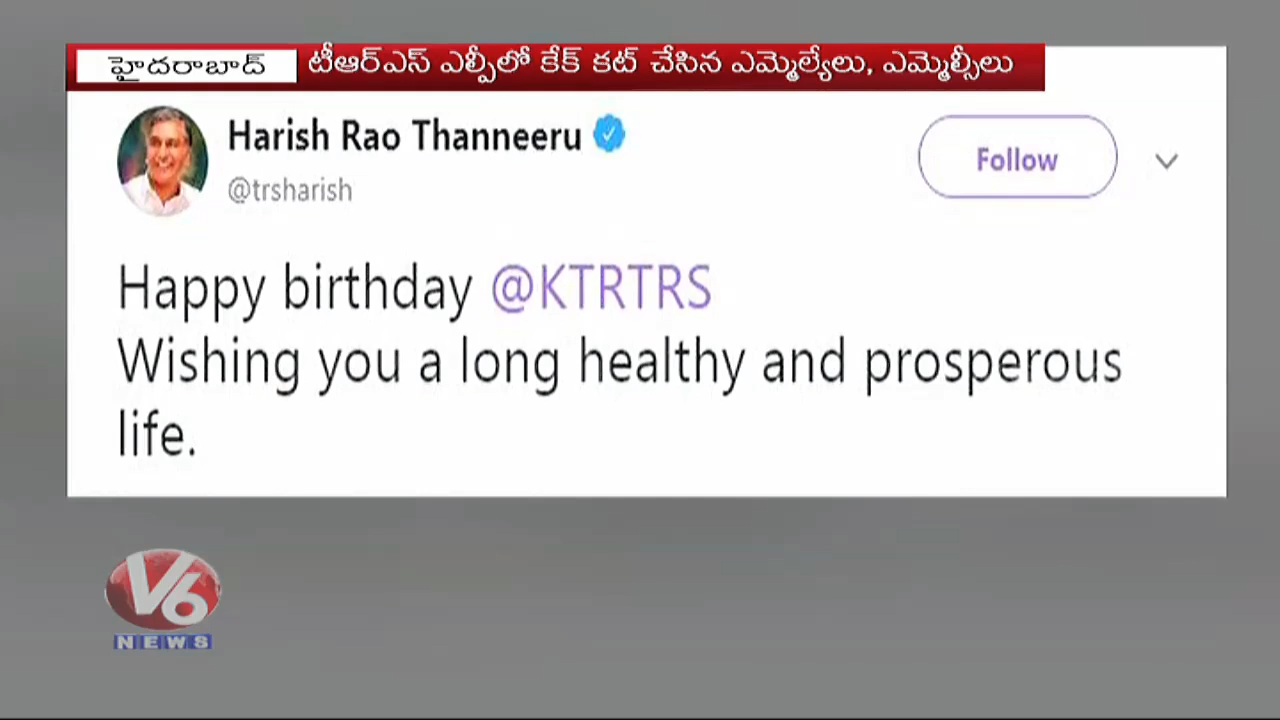 హైదరాబాద్ టీఆర్ఎస్ ఎల్పీలో కేక్ కట్ చేసిన ఎమ్మెల్యేలు, ఎమ్మెల్సీలు
Harish Rao Thanneeru
@trsharish
Follow
Happy birthday @KTRTRS
Wishing you a long healthy and prosperous
life.
V6
NEWS